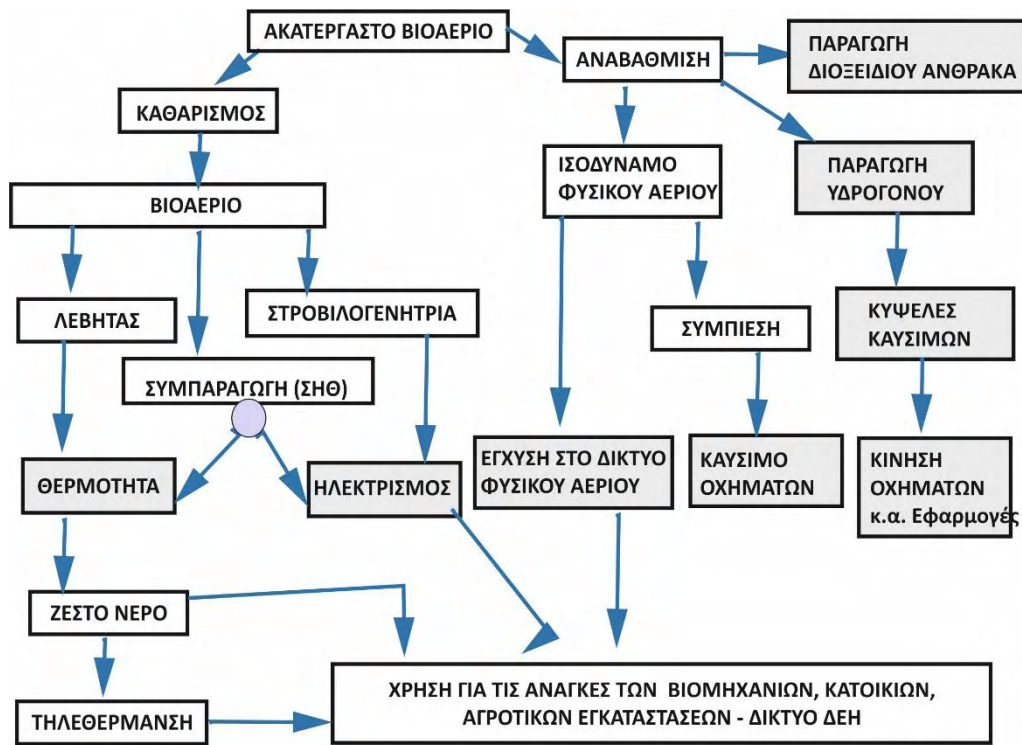 ΑΚΑΤΕΡΓΑΣΤΟ ΒΙΟΑΕΡΙΟ
ΑΝΑΒΑΘΜΙΣΗ
ΠΑΡΑΓΩΓΗ
ΔΙΟΞΕΙΔΙΟΥ ΑΝΘΡΑΚΑ
ΚΑΘΑΡΙΣΜΟΣ
ΙΣΟΔΥΝΑΜΟ
ΦΥΣΙΚΟΥ ΑΕΡΙΟΥ
ΠΑΡΑΓΩΓΗ
ΥΔΡΟΓΟΝΟΥ
ΒΙΟΑΕΡΙΟ
ΛΕΒΗΤΑΣ
ΣΤΡΟΒΙΛΟΓΕΝΗΤΡΙΑ
ΣΥΜΠΙΕΣΗ
ΚΥΨΕΛΕΣ
ΚΑΥΣΙΜΩΝ
ΣΥΜΠΑΡΑΓΩΓΗ (ΣΗΘ)
ΘΕΡΜΟΤΗΤΑ
ΗΛΕΚΤΡΙΣΜΟΣ
ΕΓΧΥΣΗ ΣΤΟ ΔΙΚΤΥΟ
ΦΥΣΙΚΟΥ ΑΕΡΙΟΥ
ΚΑΥΣΙΜΟ
ΟΧΗΜΑΤΩΝ
ΚΙΝΗΣΗ
ΟΧΗΜΑΤΩΝ
κ.α. Εφαρμογές
ΖΕΣΤΟ ΝΕΡΟ
ΤΗΛΕΘΕΡΜΑΝΣΗ
ΧΡΗΣΗ ΓΙΑ ΤΙΣ ΑΝΑΓΚΕΣ ΤΩΝ ΒΙΟΜΗΧΑΝΙΩΝ, ΚΑΤΟΙΚΙΩΝ,
ΑΓΡΟΤΙΚΩΝ ΕΓΚΑΤΑΣΤΑΣΕΩΝ - ΔΙΚΤΥΟ ΔΕΗ